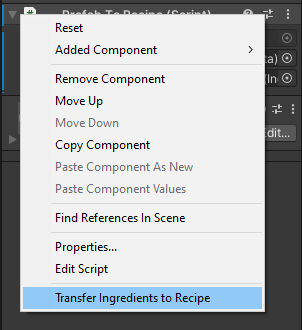 Prefab To Recipe (Script)
Reset
Added Component
Remove Component
Move Up
Move Down
Copy Component
Paste Component As New
Paste Component Values
Find References In Scene
Properties...
Edit Script
Transfer Ingredients to Recipe
ta)
(In
Edit...